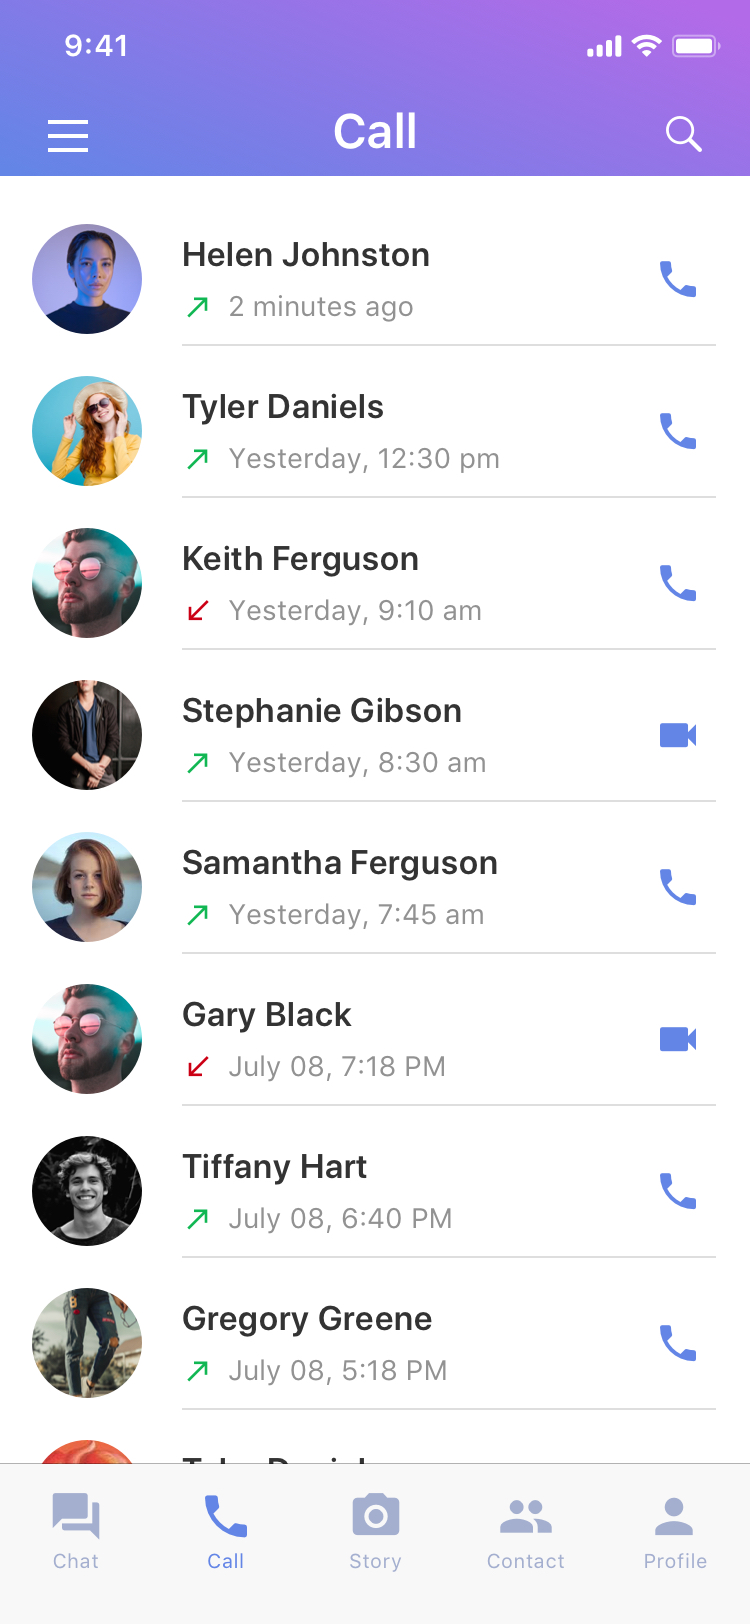 9:41
Call
Helen Johnston
2 minutes ago
Tyler Daniels
Yesterday, 12:30 pm
Keith Ferguson
Yesterday, 9:10 am
Stephanie Gibson
Yesterday, 8:30 am
Samantha Ferguson
Yesterday, 7:45 am
Gary Black
July 08, 7:18 PM
Tiffany Hart
July 08, 6:40 PM
Gregory Greene
July 08, 5:18 PM
Chat
Call
Story
Contact
Profile